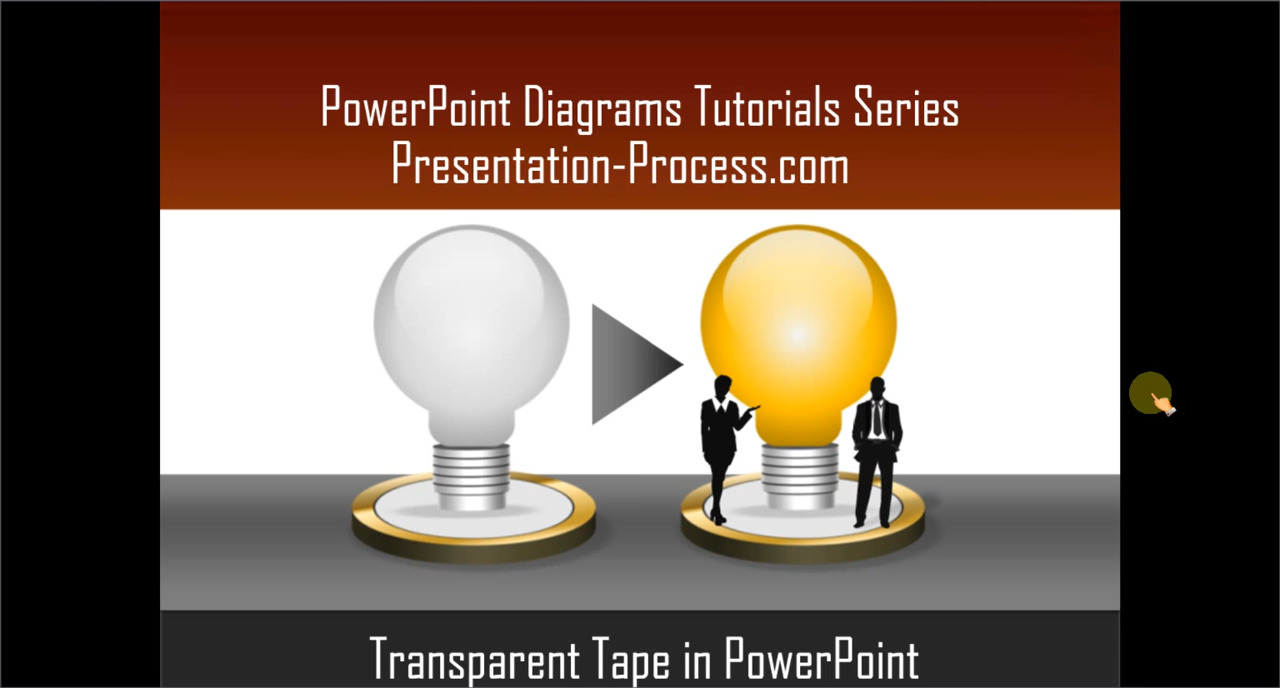 PowerPoint Diagrams Tutorials Series
Presentation-Process.com
Transparent Tape in PowerPoint